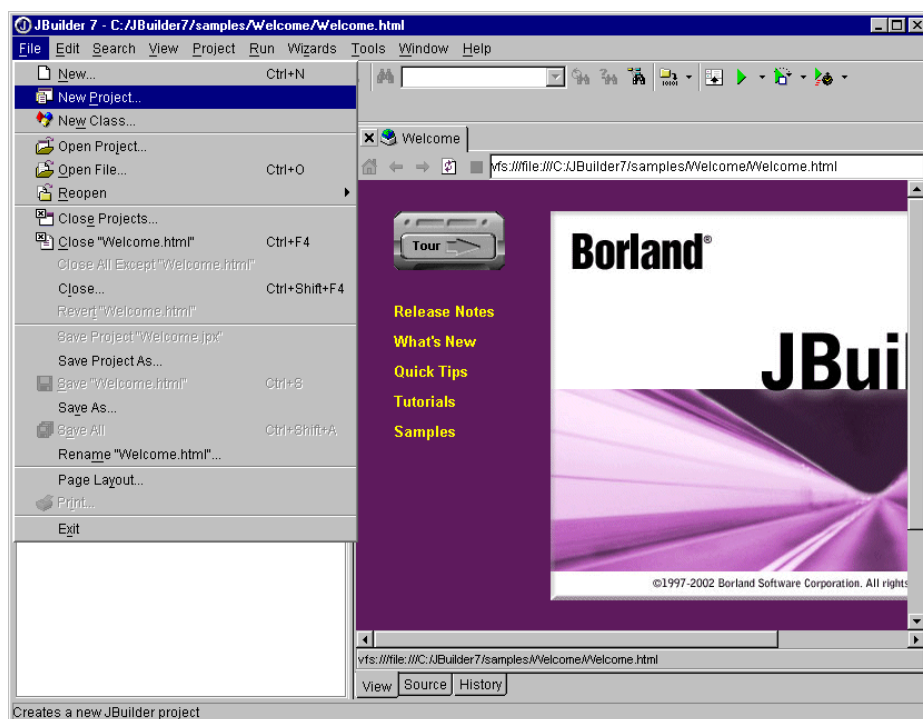 JBuilder 7 - C:/JBuilder7/samples/Welcome/Welcome.html
File Edit Search View Project Run Wizards Tools Window Help
New... Ctrl+N
New Project...
New Class...
Open Project...
Open File... Ctrl+O
Reopen
Close Projects...
Close "Welcome.html" Ctrl+F4
Close All Except "Welcome.html"
Close... Ctrl+Shift+F4
Revert "Welcome.html"
Save Project "Welcome.jpx"
Save Project As...
Save "Welcome.html" Ctrl+S
Save As...
Save All Ctrl+Shift+A
Rename "Welcome.html"...
Page Layout...
Print...
Exit
Welcome
vfs:///file:///C:/JBuilder7/samples/Welcome/Welcome.html
Tour
Release Notes
What's New
Quick Tips
Tutorials
Samples
Borland®
JBuil
©1997-2002 Borland Software Corporation. All rights
vfs:///file:///C:/JBuilder7/samples/Welcome/Welcome.html
View Source History
Creates a new JBuilder project